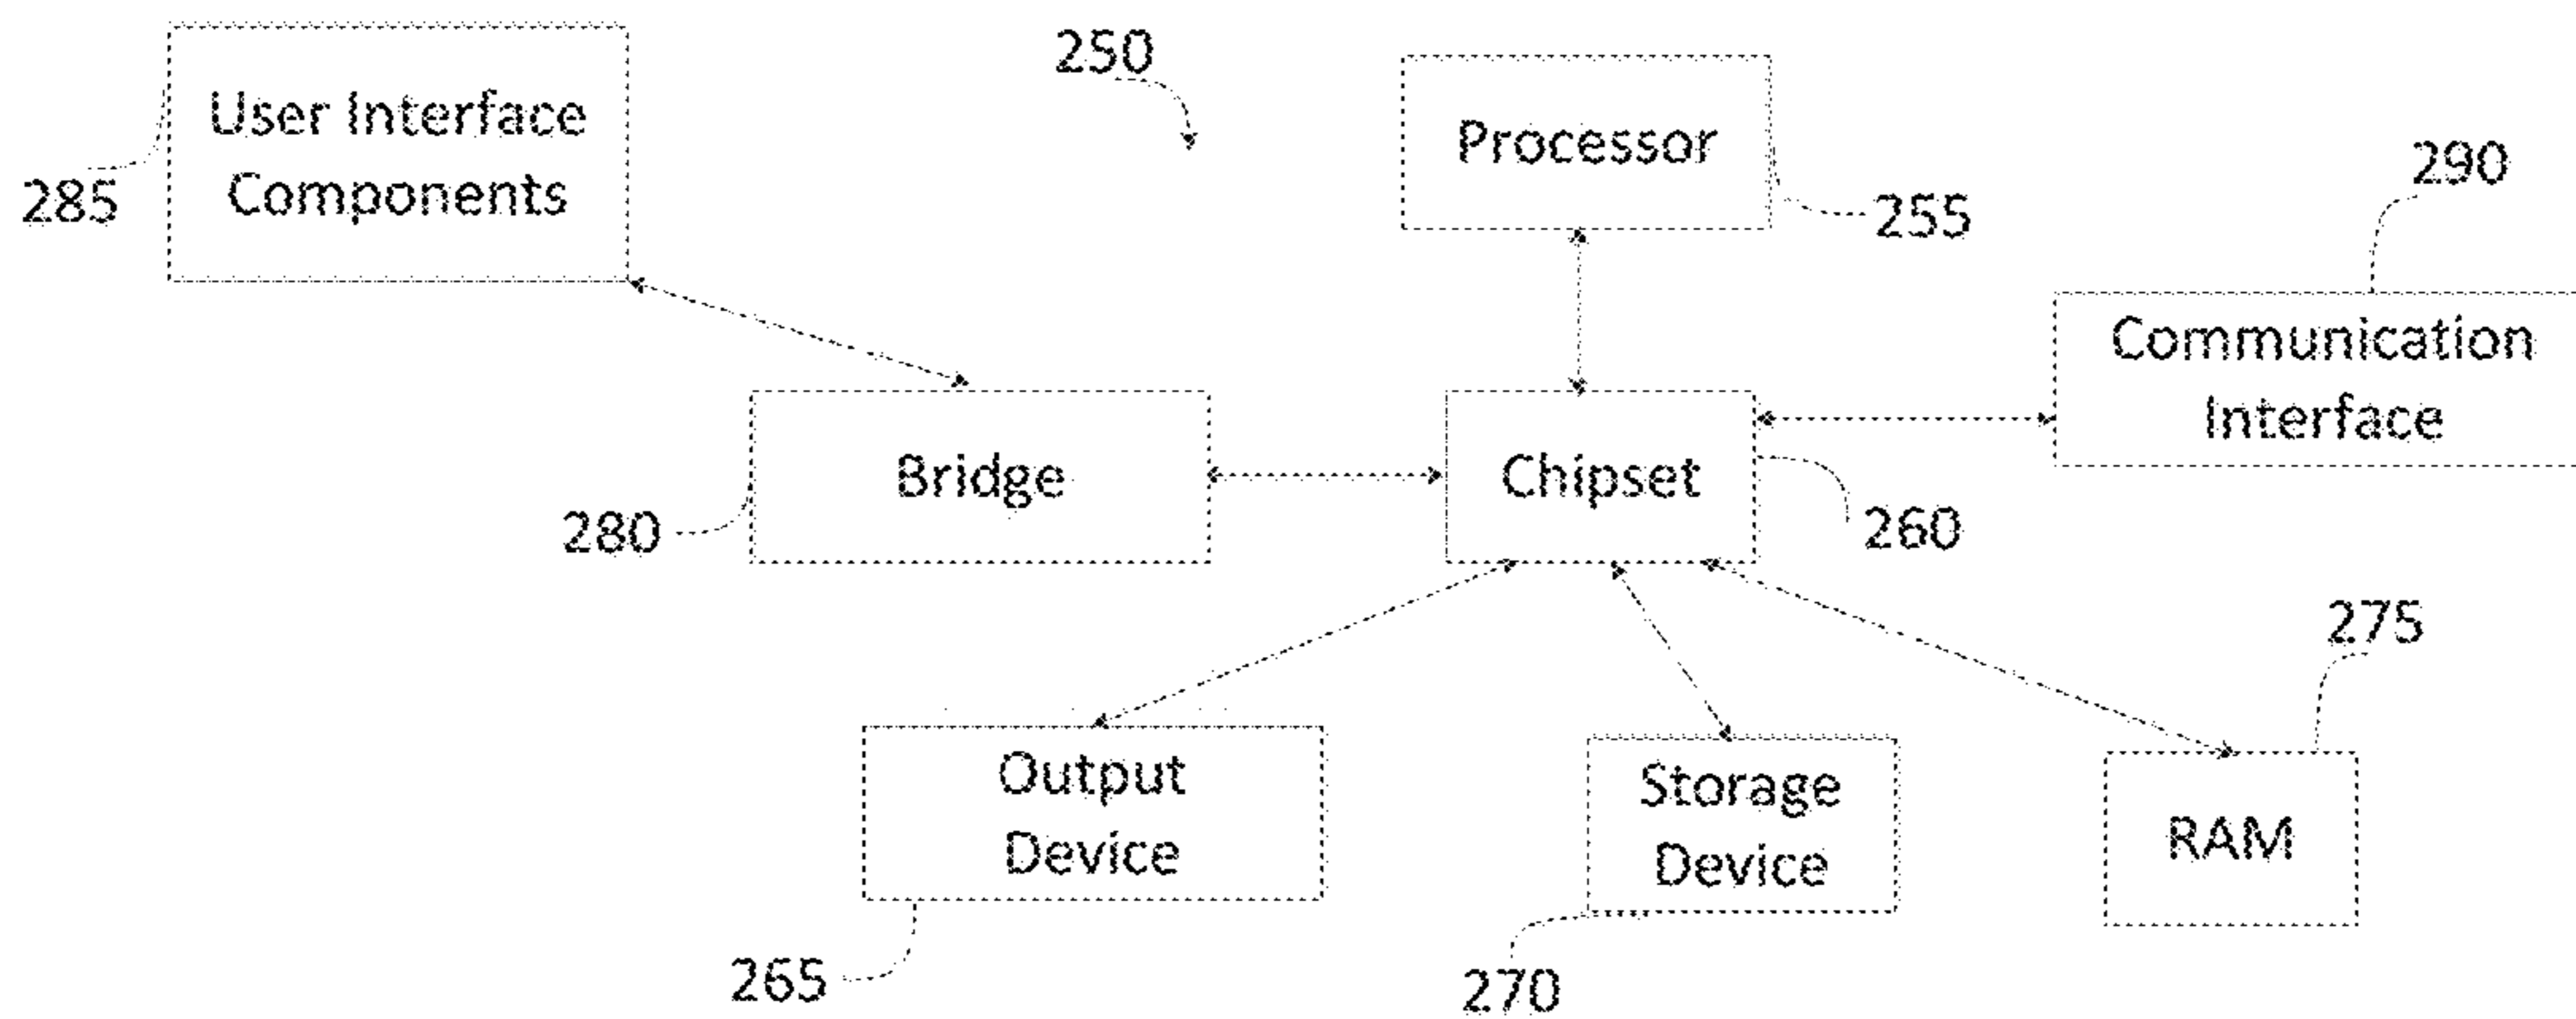 250
User Interface
Components
285
Processor
255
290
Communication
Interface
Bridge
280
Chipset
260
275
Output
Device
265
Storage
Device
270
RAM